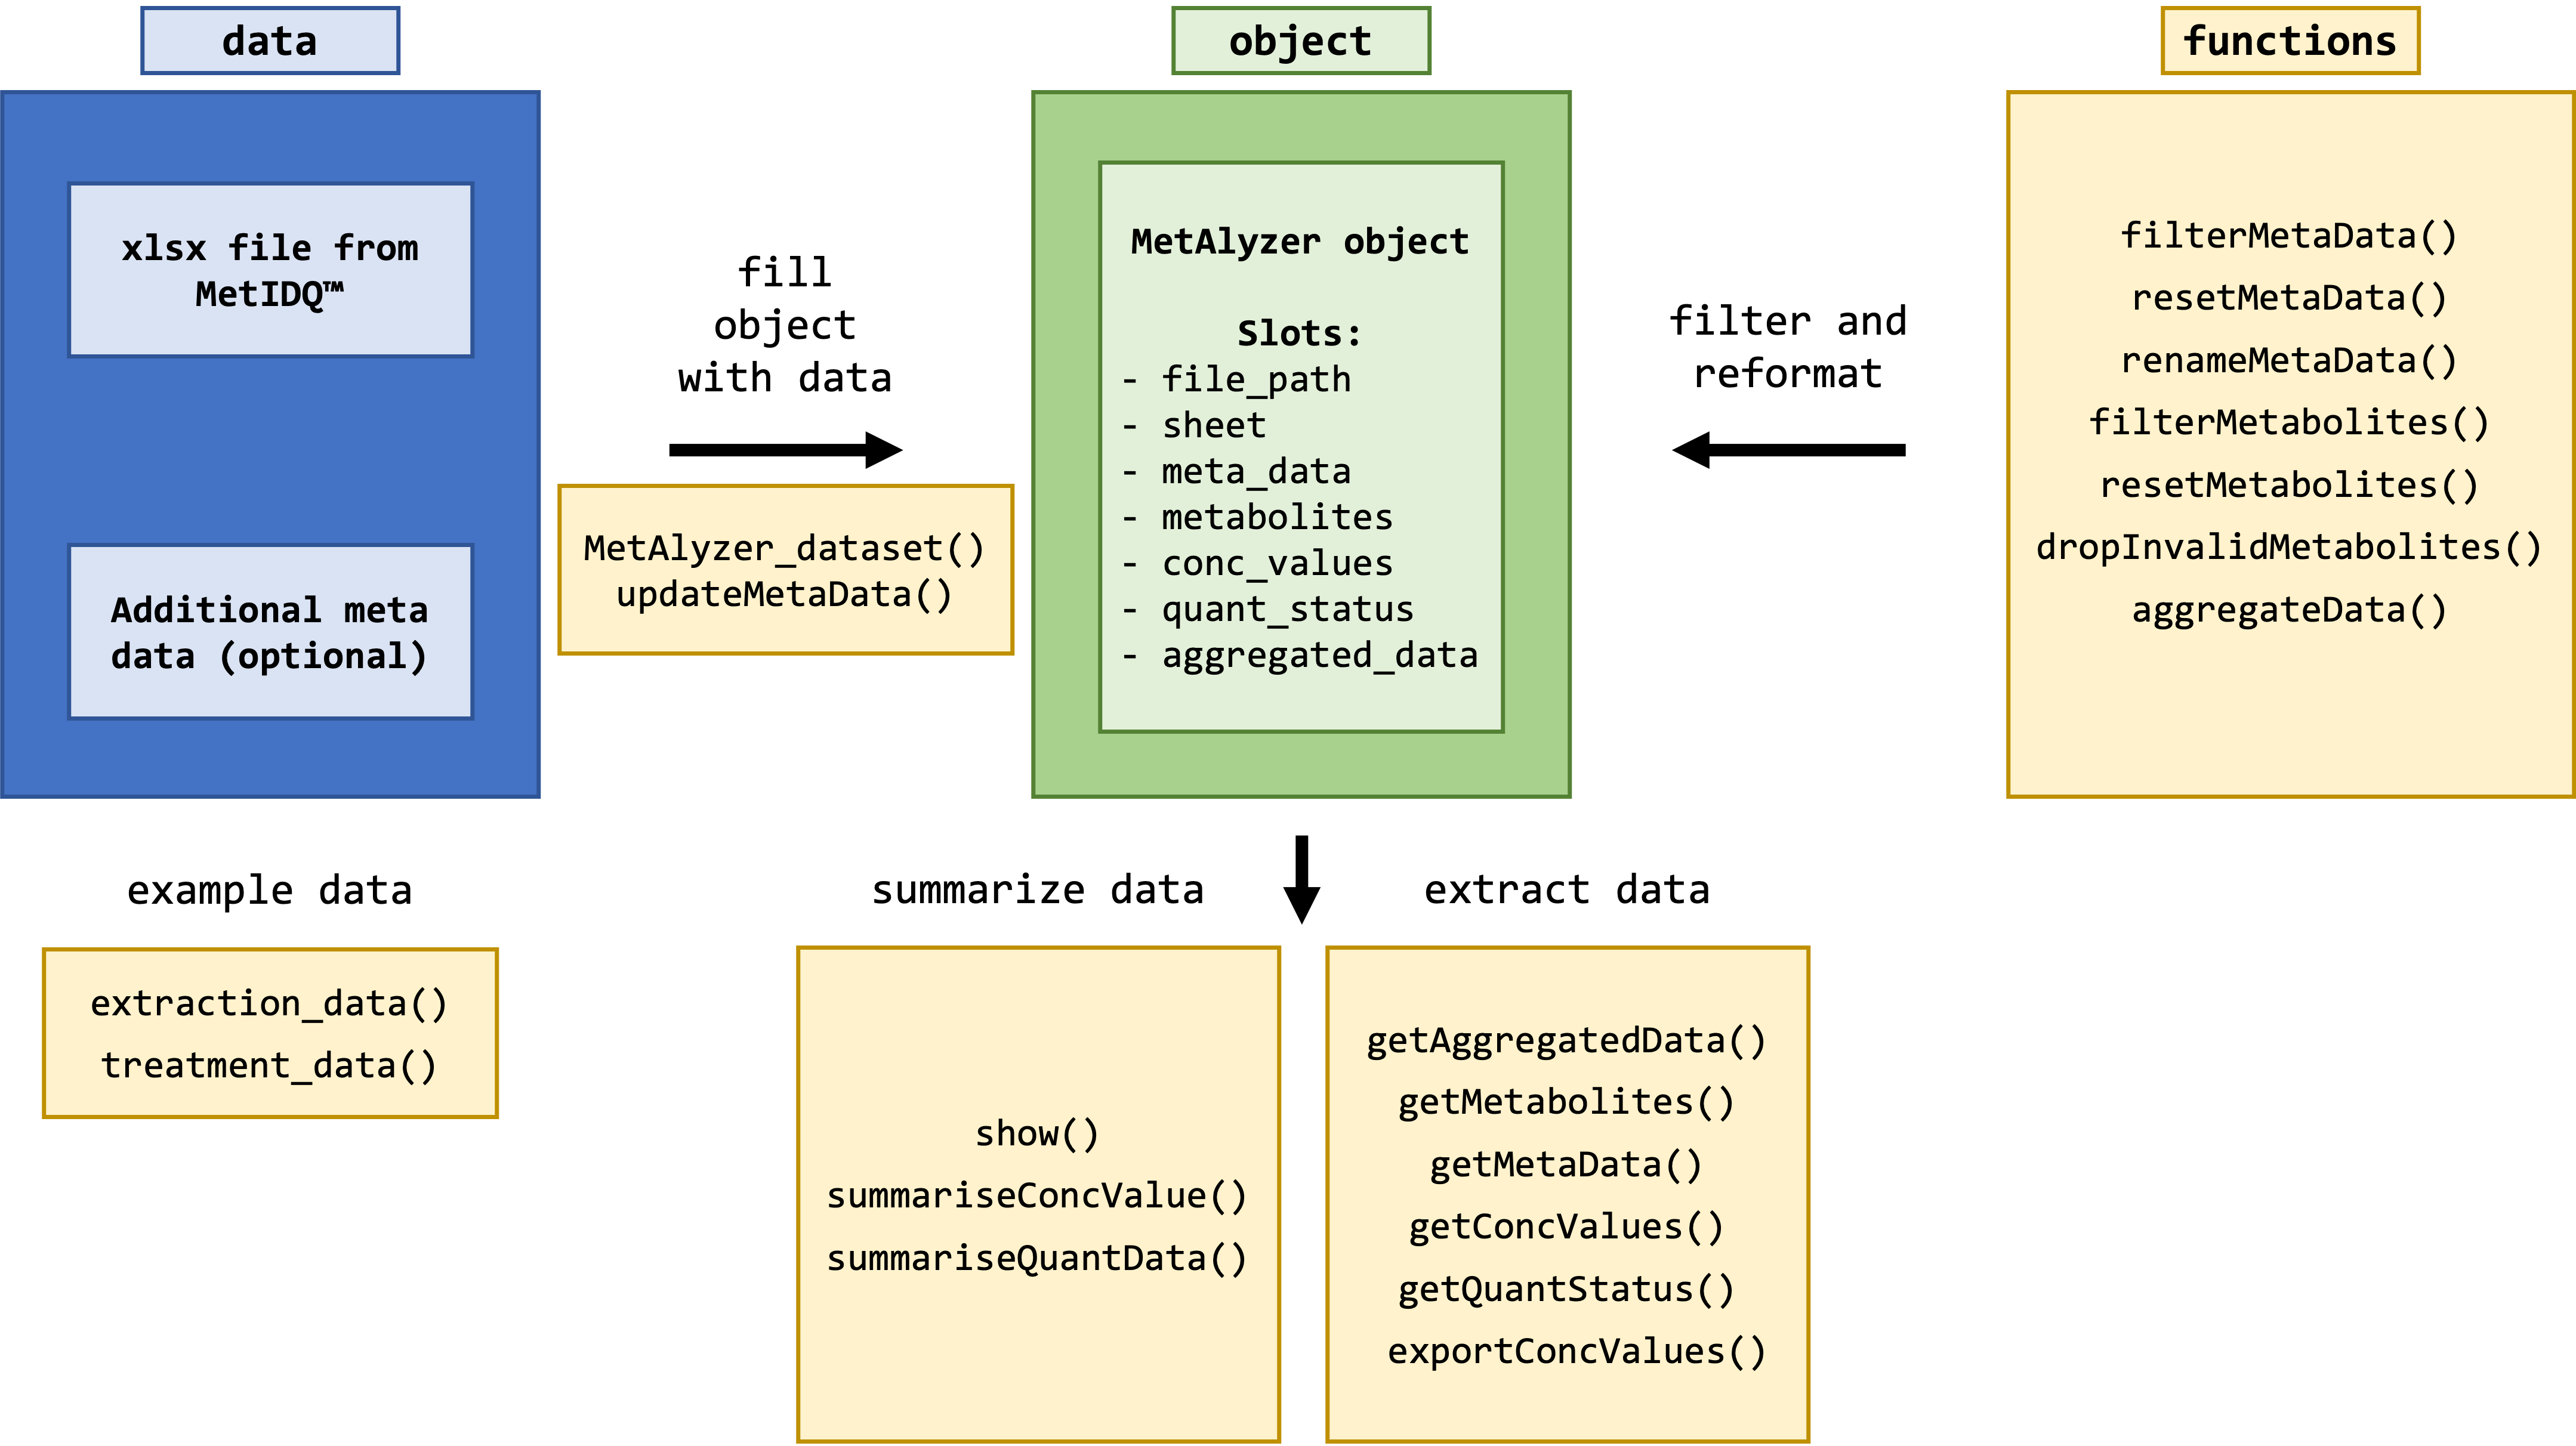 data
xlsx file from
MetIDQ™
Additional meta
data (optional)
example data
extraction_data()
treatment_data()
fill
object
with data
MetAlyzer_dataset()
updateMetaData()
object
MetAlyzer object
Slots:
- file_path
- sheet
- meta_data
- metabolites
- conc_values
- quant_status
- aggregated_data
filter and
reformat
functions
filterMetaData()
resetMetaData()
renameMetaData()
filterMetabolites()
resetMetabolites()
dropInvalidMetabolites()
aggregateData()
summarize data
show()
summariseConcValue()
summariseQuantData()
extract data
getAggregatedData()
getMetabolites()
getMetaData()
getConcValues()
getQuantStatus()
exportConcValues()